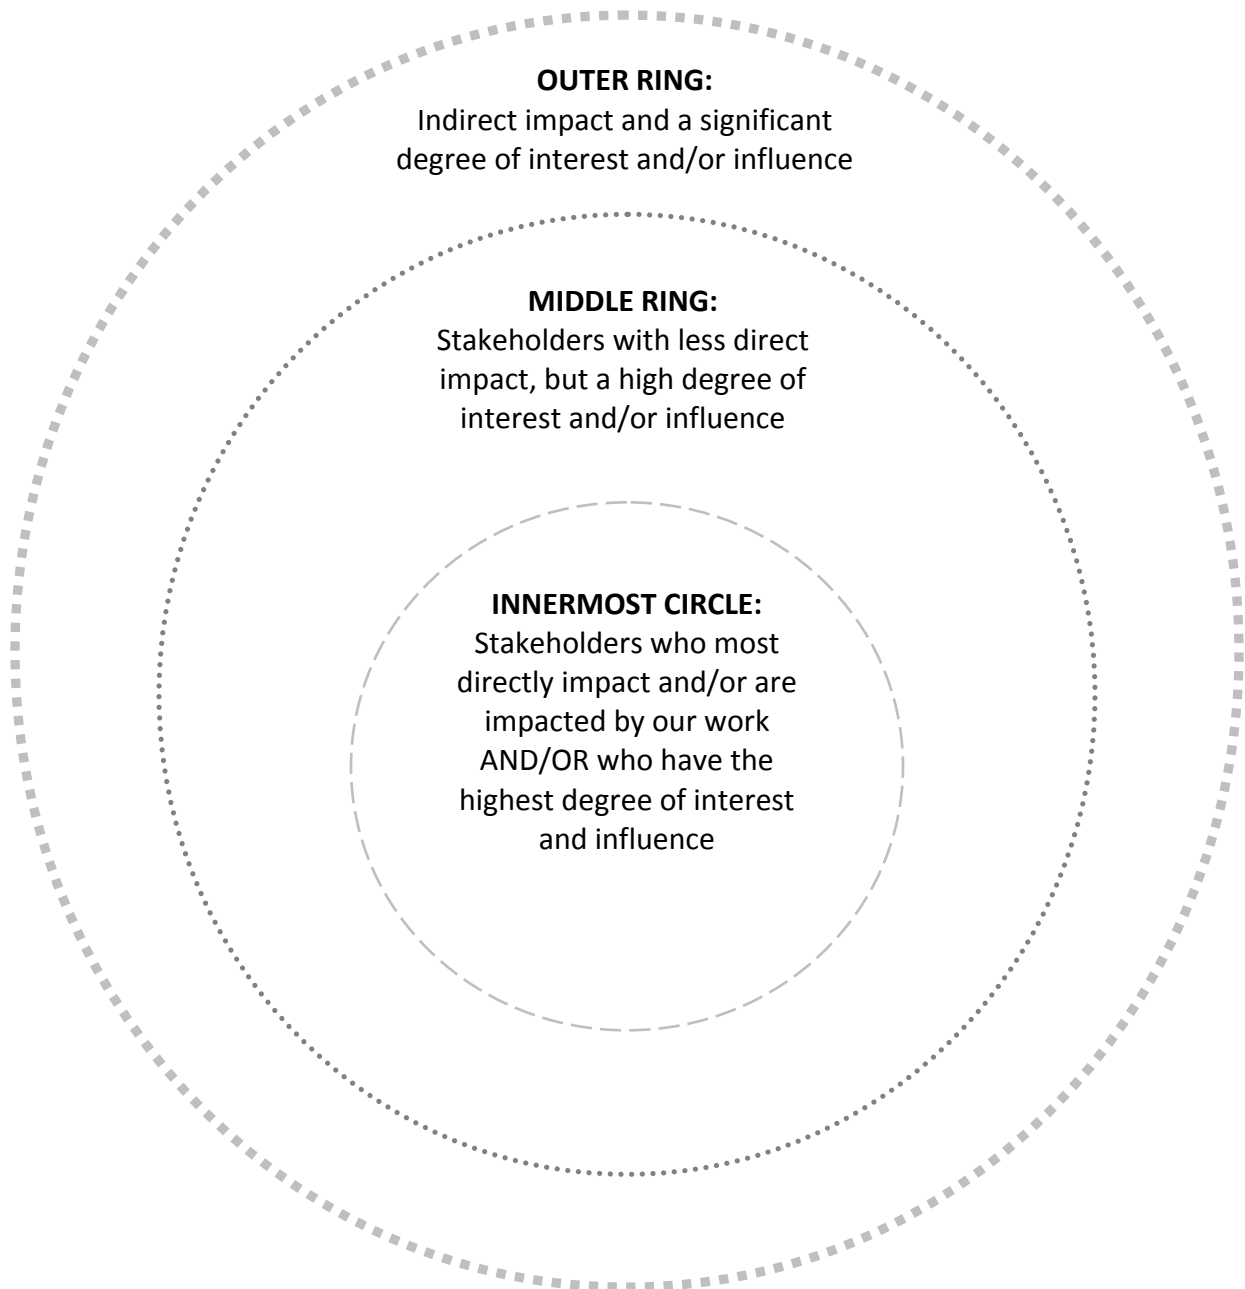 OUTER RING:
Indirect impact and a significant
degree of interest and/or influence
MIDDLE RING:
Stakeholders with less direct
impact, but a high degree of
interest and/or influence
INNERMOST CIRCLE:
Stakeholders who most
directly impact and/or are
impacted by our work
AND/OR who have the
highest degree of interest
and influence